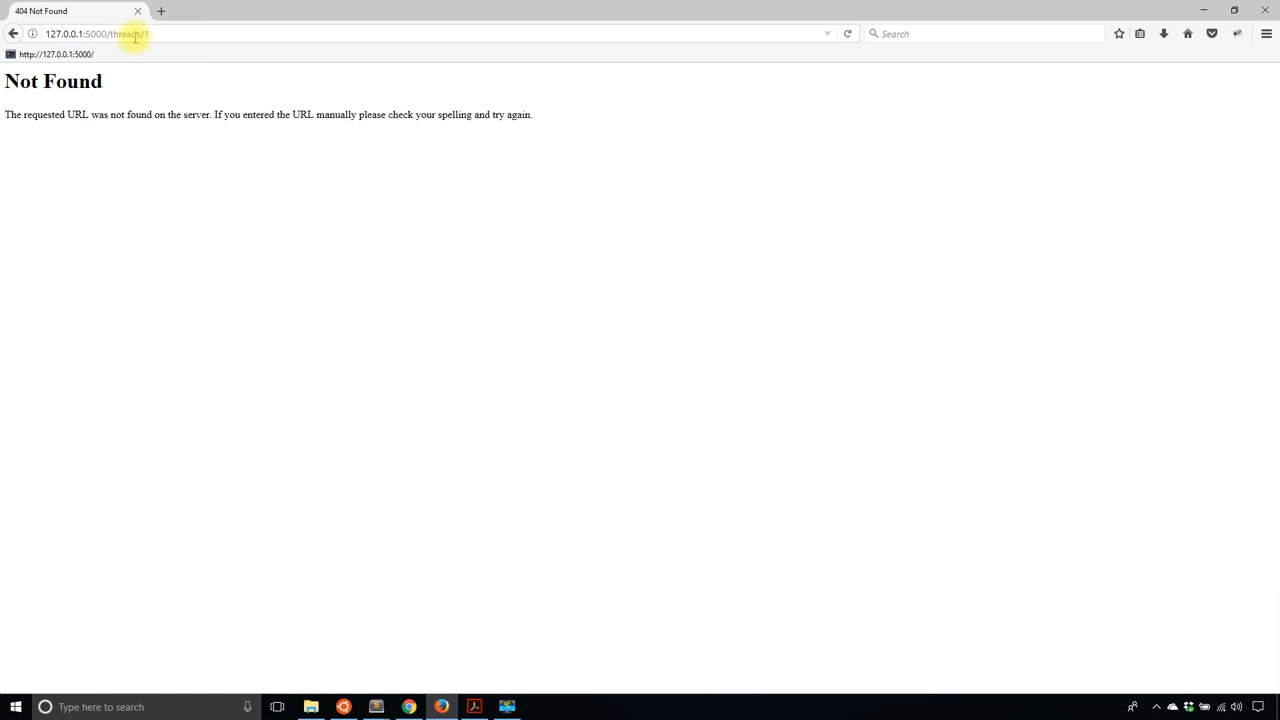 404 Not Found
127.0.0.1:5000/threads/1
Search
http://127.0.0.1:5000/
Not Found
The requested URL was not found on the server. If you entered the URL manually please check your spelling and try again.
Type here to search